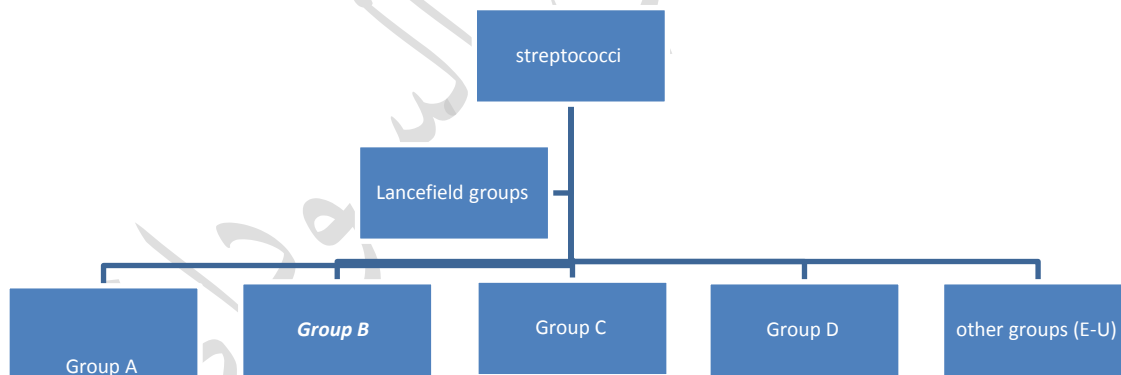 streptococci
Lancefield groups
Group A
Group B
Group C
Group D
other groups (E-U)